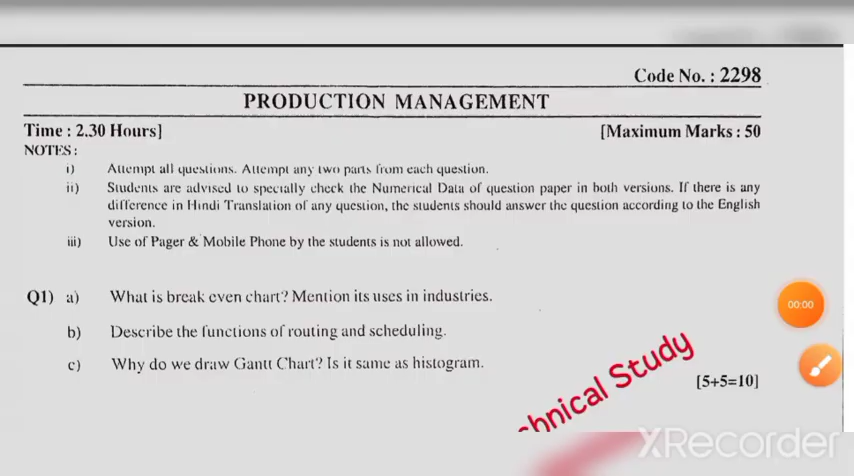 Code No. : 2298
PRODUCTION MANAGEMENT
Time : 2.30 Hours] [Maximum Marks : 50
NOTES :
i) Attempt all questions. Attempt any two parts from each question.
ii) Students are advised to specially check the Numerical Data of question paper in both versions. If there is any
difference in Hindi Translation of any question, the students should answer the question according to the English
version.
iii) Use of Pager & Mobile Phone by the students is not allowed.
Q1) a) What is break even chart? Mention its uses in industries.
00:00
b) Describe the functions of routing and scheduling.
c) Why do we draw Gantt Chart? Is it same as histogram.
[5+5=10]
chnical Study
XRecorder